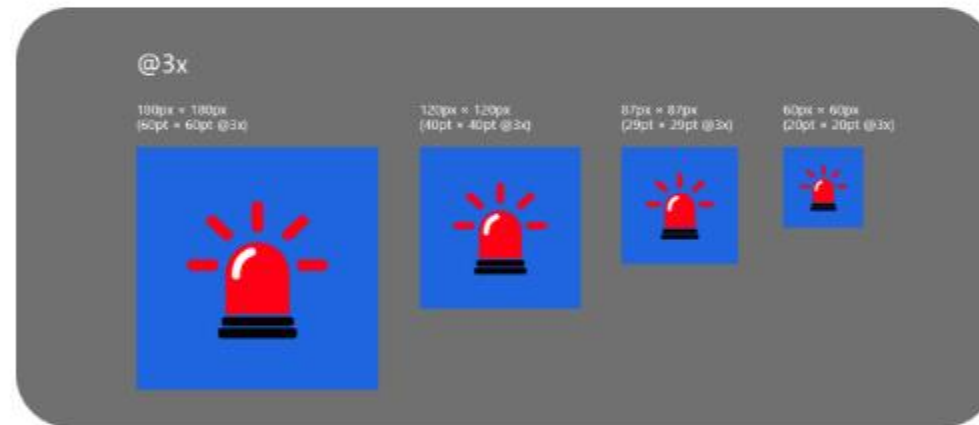 @3x
180px × 180px
(60pt × 60pt @3x)
120px × 120px
(40pt × 40pt @3x)
87px × 87px
(29pt × 29pt @3x)
60px × 60px
(20pt × 20pt @3x)